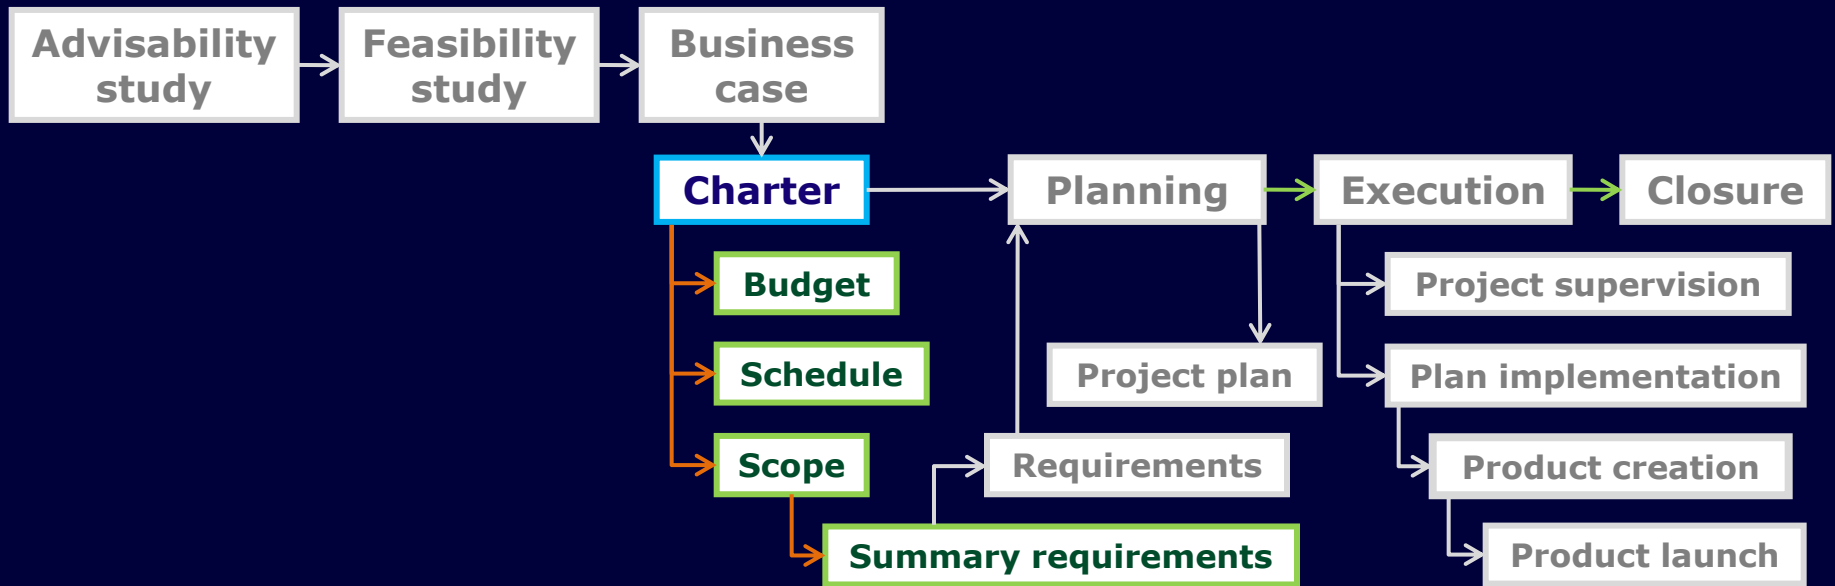 Advisability
study
Feasibility
study
Business
case
Charter
Planning
Execution
Closure
Budget
Project supervision
Schedule
Project plan
Plan implementation
Scope
Requirements
Product creation
Summary requirements
Product launch